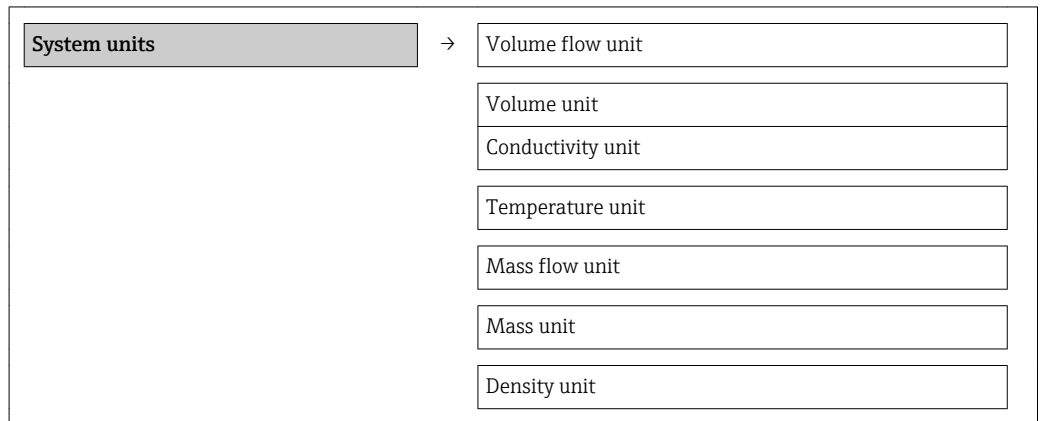 System units → Volume flow unit
Volume unit
Conductivity unit
Temperature unit
Mass flow unit
Mass unit
Density unit